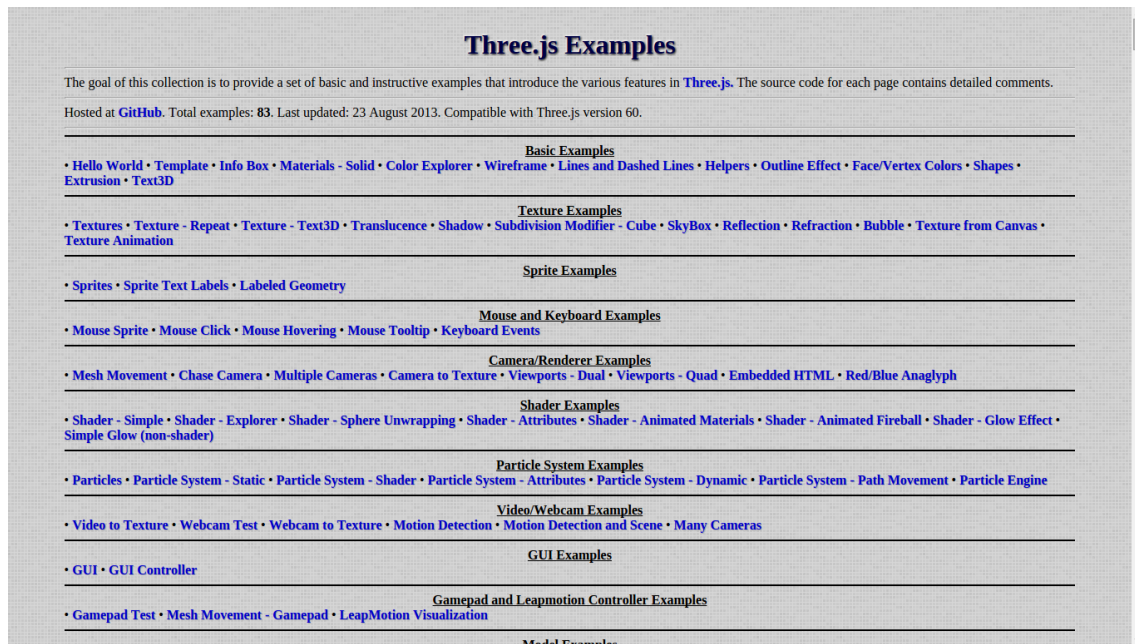 Three.js Examples
The goal of this collection is to provide a set of basic and instructive examples that introduce the various features in Three.js. The source code for each page contains detailed comments.
Hosted at GitHub. Total examples: 83. Last updated: 23 August 2013. Compatible with Three.js version 60.
Basic Examples
• Hello World • Template • Info Box • Materials - Solid • Color Explorer • Wireframe • Lines and Dashed Lines • Helpers • Outline Effect • Face/Vertex Colors • Shapes •
Extrusion • Text3D
Texture Examples
• Textures • Texture - Repeat • Texture - Text3D • Translucence • Shadow • Subdivision Modifier - Cube • SkyBox • Reflection • Refraction • Bubble • Texture from Canvas •
Texture Animation
Sprite Examples
• Sprites • Sprite Text Labels • Labeled Geometry
Mouse and Keyboard Examples
• Mouse Sprite • Mouse Click • Mouse Hovering • Mouse Tooltip • Keyboard Events
Camera/Renderer Examples
• Mesh Movement • Chase Camera • Multiple Cameras • Camera to Texture • Viewports - Dual • Viewports - Quad • Embedded HTML • Red/Blue Anaglyph
Shader Examples
• Shader - Simple • Shader - Explorer • Shader - Sphere Unwrapping • Shader - Attributes • Shader - Animated Materials • Shader - Animated Fireball • Shader - Glow Effect •
Simple Glow (non-shader)
Particle System Examples
• Particles • Particle System - Static • Particle System - Shader • Particle System - Attributes • Particle System - Dynamic • Particle System - Path Movement • Particle Engine
Video/Webcam Examples
• Video to Texture • Webcam Test • Webcam to Texture • Motion Detection • Motion Detection and Scene • Many Cameras
GUI Examples
• GUI • GUI Controller
Gamepad and Leapmotion Controller Examples
• Gamepad Test • Mesh Movement - Gamepad • LeapMotion Visualization
Model Examples